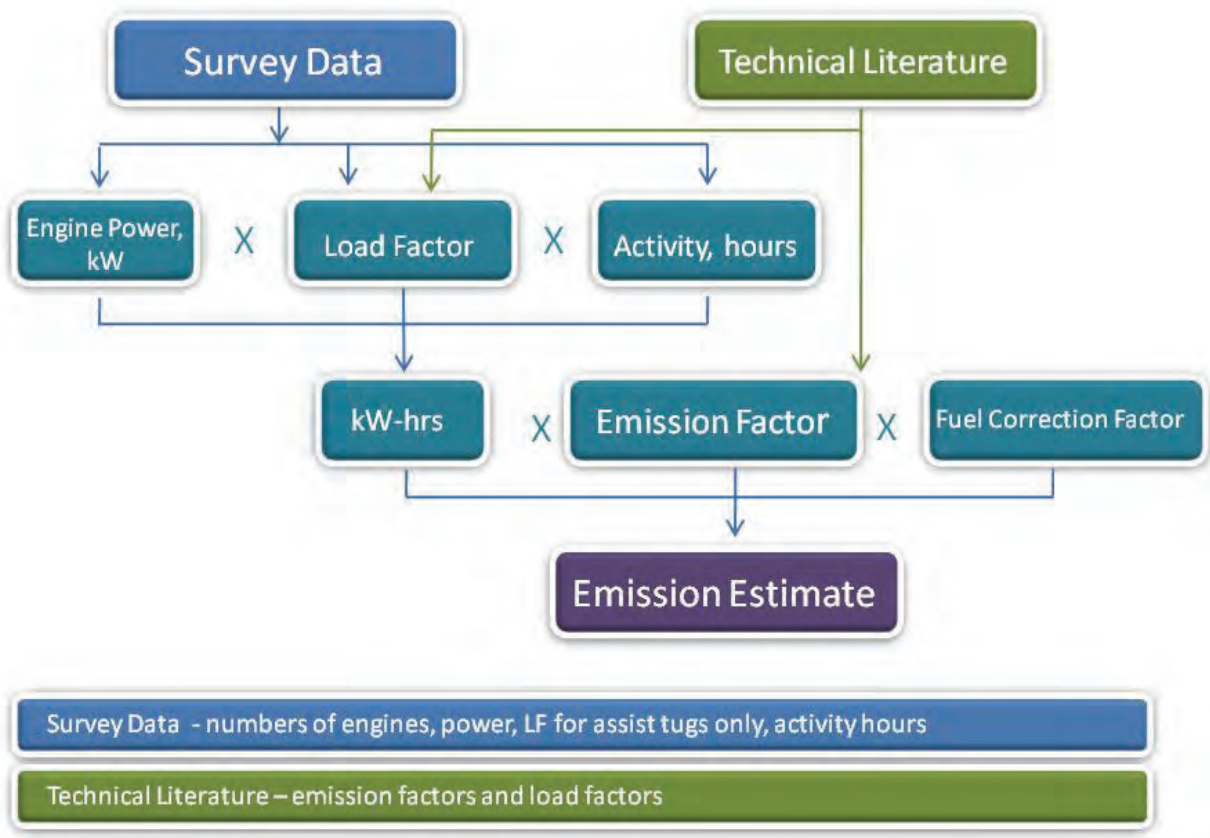 Survey Data
Technical Literature
Engine Power,
kW
X
Load Factor
X
Activity, hours
kW-hrs
X
Emission Factor
X
Fuel Correction Factor
Emission Estimate
Survey Data - numbers of engines, power, LF for assist tugs only, activity hours
Technical Literature – emission factors and load factors